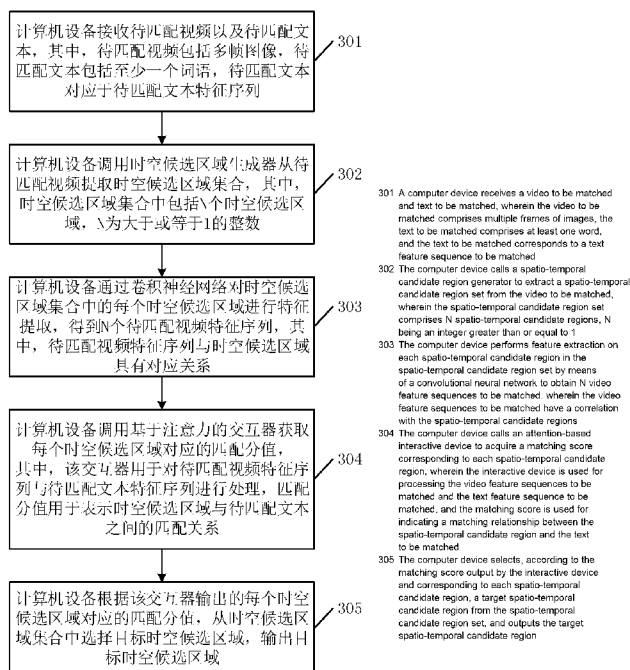 计算机设备接收待匹配视频以及待匹配文
本，其中，待匹配视频包括多帧图像，待
匹配文本包括至少一个词语，待匹配文本
对应于待匹配文本特征序列
301
计算机设备调用时空候选区域生成器从待
匹配视频提取时空候选区域集合，其中，
时空候选区域集合中包括N个时空候选区
域，N为大于或等于1的整数
302
计算机设备通过卷积神经网络对时空候选
区域集合中的每个时空候选区域进行特征
提取，得到N个待匹配视频特征序列，其
中，待匹配视频特征序列与时空候选区域
具有对应关系
303
计算机设备调用基于注意力的交互器获取
每个时空候选区域对应的匹配分值，
其中，该交互器用于对待匹配视频特征序
列与待匹配文本特征序列进行处理，匹配
分值用于表示时空候选区域与待匹配文本
之间的匹配关系
304
计算机设备根据该交互器输出的每个时空
候选区域对应的匹配分值，从时空候选区
域集合中选择目标时空候选区域，输出目
标时空候选区域
305
301 A computer device receives a video to be matched
and text to be matched, wherein the video to be
matched comprises multiple frames of images, the
text to be matched comprises at least one word,
and the text to be matched corresponds to a text
feature sequence to be matched
302 The computer device calls a spatio-temporal
candidate region generator to extract a spatio-temporal
candidate region set from the video to be matched,
wherein the spatio-temporal candidate region set
comprises N spatio-temporal candidate regions, N
being an integer greater than or equal to 1
303 The computer device performs feature extraction on
each spatio-temporal candidate region in the
spatio-temporal candidate region set by means
of a convolutional neural network to obtain N video
feature sequences to be matched, wherein the video
feature sequences to be matched have a correlation
with the spatio-temporal candidate regions
304 The computer device calls an attention-based
interactive device to acquire a matching score
corresponding to each spatio-temporal candidate
region, wherein the interactive device is used for
processing the video feature sequences to be
matched and the text feature sequence to be
matched, and the matching score is used for
indicating a matching relationship between the
spatio-temporal candidate region and the text
to be matched
305 The computer device selects, according to the
matching score output by the interactive device
and corresponding to each spatio-temporal
candidate region, a target spatio-temporal
candidate region from the spatio-temporal
candidate region set, and outputs the target
spatio-temporal candidate region